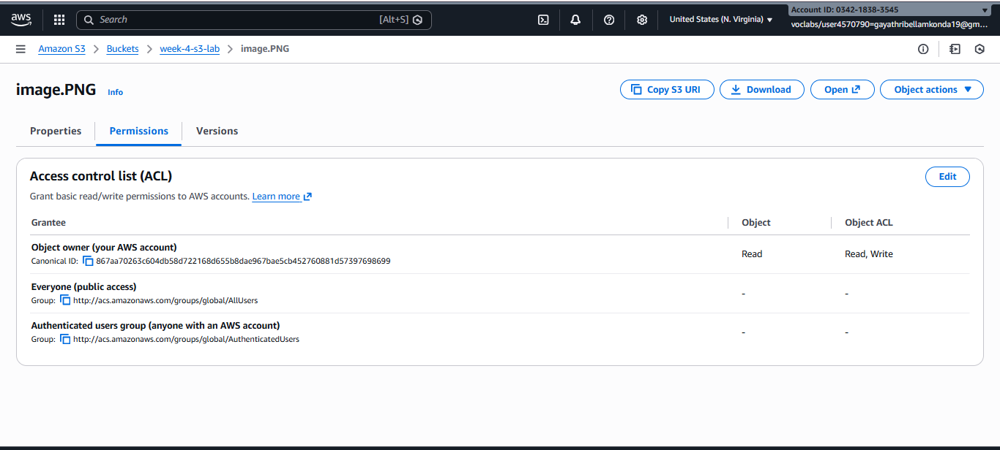 aws
Search [Alt+S]
United States (N. Virginia)
Account ID: 0342-1838-3545
voclabs/user4570790=gayathribellamkonda19@gm...
Amazon S3 Buckets week-4-s3-lab image.PNG
image.PNG Info
Copy S3 URI Download Open Object actions
Properties Permissions Versions
Access control list (ACL)
Edit
Grant basic read/write permissions to AWS accounts. Learn more
Grantee Object Object ACL
Object owner (your AWS account)
Canonical ID: 867aa70263c604db58d722168d655b8dae967bae5cb452760881d57397698699
Read Read, Write
Everyone (public access)
Group: http://acs.amazonaws.com/groups/global/AllUsers
- -
Authenticated users group (anyone with an AWS account)
Group: http://acs.amazonaws.com/groups/global/AuthenticatedUsers
- -